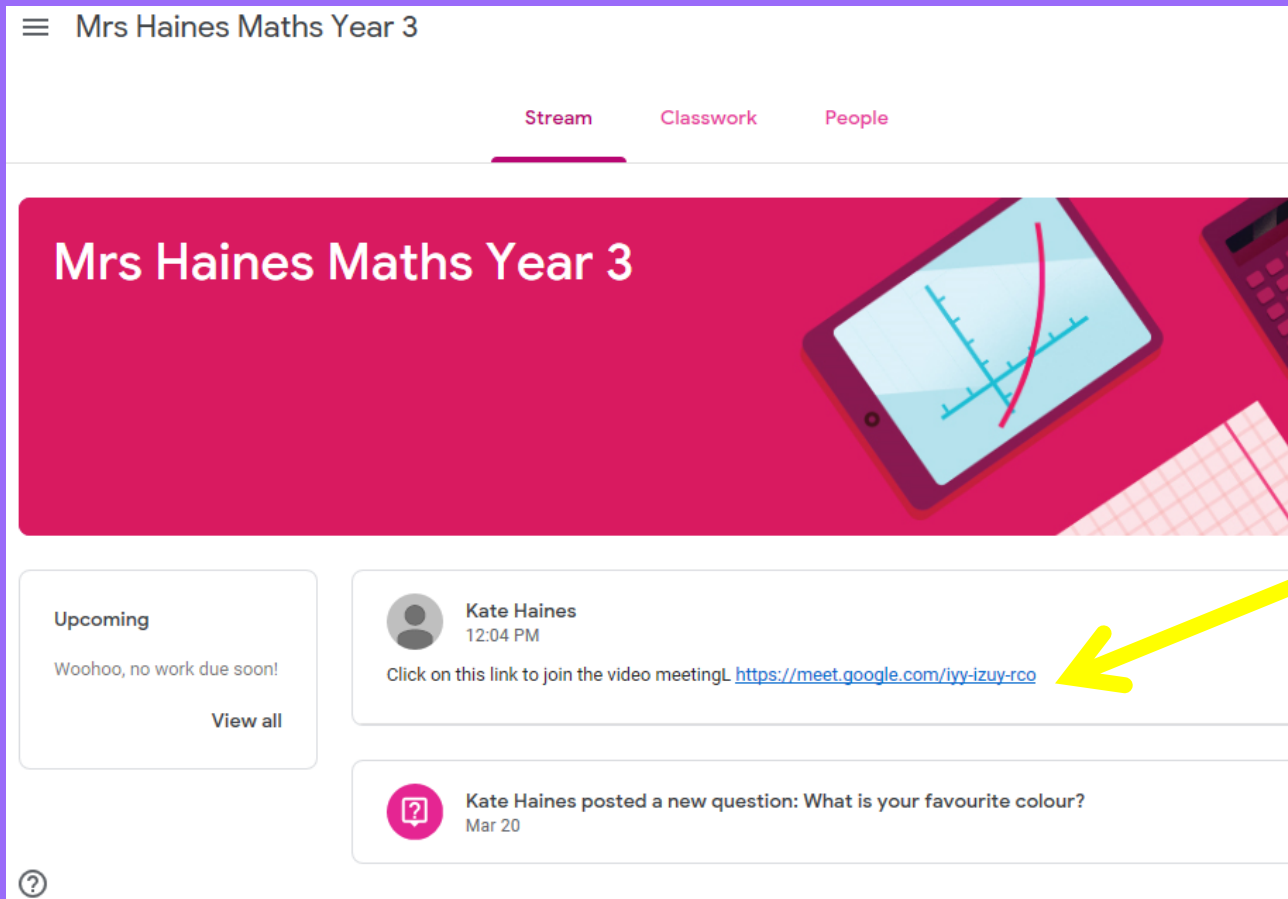 Mrs Haines Maths Year 3
Stream Classwork People
Mrs Haines Maths Year 3
Upcoming
Woohoo, no work due soon!
View all
Kate Haines
12:04 PM
Click on this link to join the video meetingL https://meet.google.com/iyy-izuy-rco
Kate Haines posted a new question: What is your favourite colour?
Mar 20